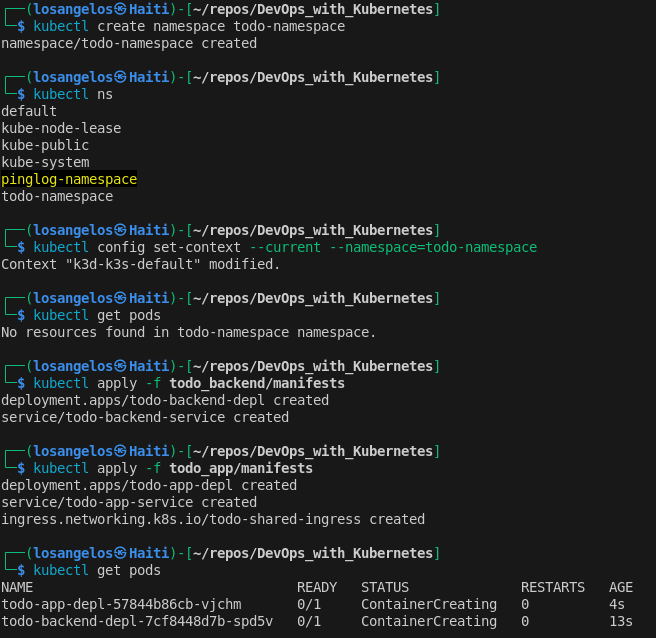 ┌──(losangelos㉿Haiti)-[~/repos/DevOps_with_Kubernetes]
└─$ kubectl create namespace todo-namespace
namespace/todo-namespace created
┌──(losangelos㉿Haiti)-[~/repos/DevOps_with_Kubernetes]
└─$ kubectl ns
default
kube-node-lease
kube-public
kube-system
pinglog-namespace
todo-namespace
┌──(losangelos㉿Haiti)-[~/repos/DevOps_with_Kubernetes]
└─$ kubectl config set-context --current --namespace=todo-namespace
Context "k3d-k3s-default" modified.
┌──(losangelos㉿Haiti)-[~/repos/DevOps_with_Kubernetes]
└─$ kubectl get pods
No resources found in todo-namespace namespace.
┌──(losangelos㉿Haiti)-[~/repos/DevOps_with_Kubernetes]
└─$ kubectl apply -f todo_backend/manifests
deployment.apps/todo-backend-depl created
service/todo-backend-service created
┌──(losangelos㉿Haiti)-[~/repos/DevOps_with_Kubernetes]
└─$ kubectl apply -f todo_app/manifests
deployment.apps/todo-app-depl created
service/todo-app-service created
ingress.networking.k8s.io/todo-shared-ingress created
┌──(losangelos㉿Haiti)-[~/repos/DevOps_with_Kubernetes]
└─$ kubectl get pods
NAME READY STATUS RESTARTS AGE
todo-app-depl-57844b86cb-vjchm 0/1 ContainerCreating 0 4s
todo-backend-depl-7cf8448d7b-spd5v 0/1 ContainerCreating 0 13s